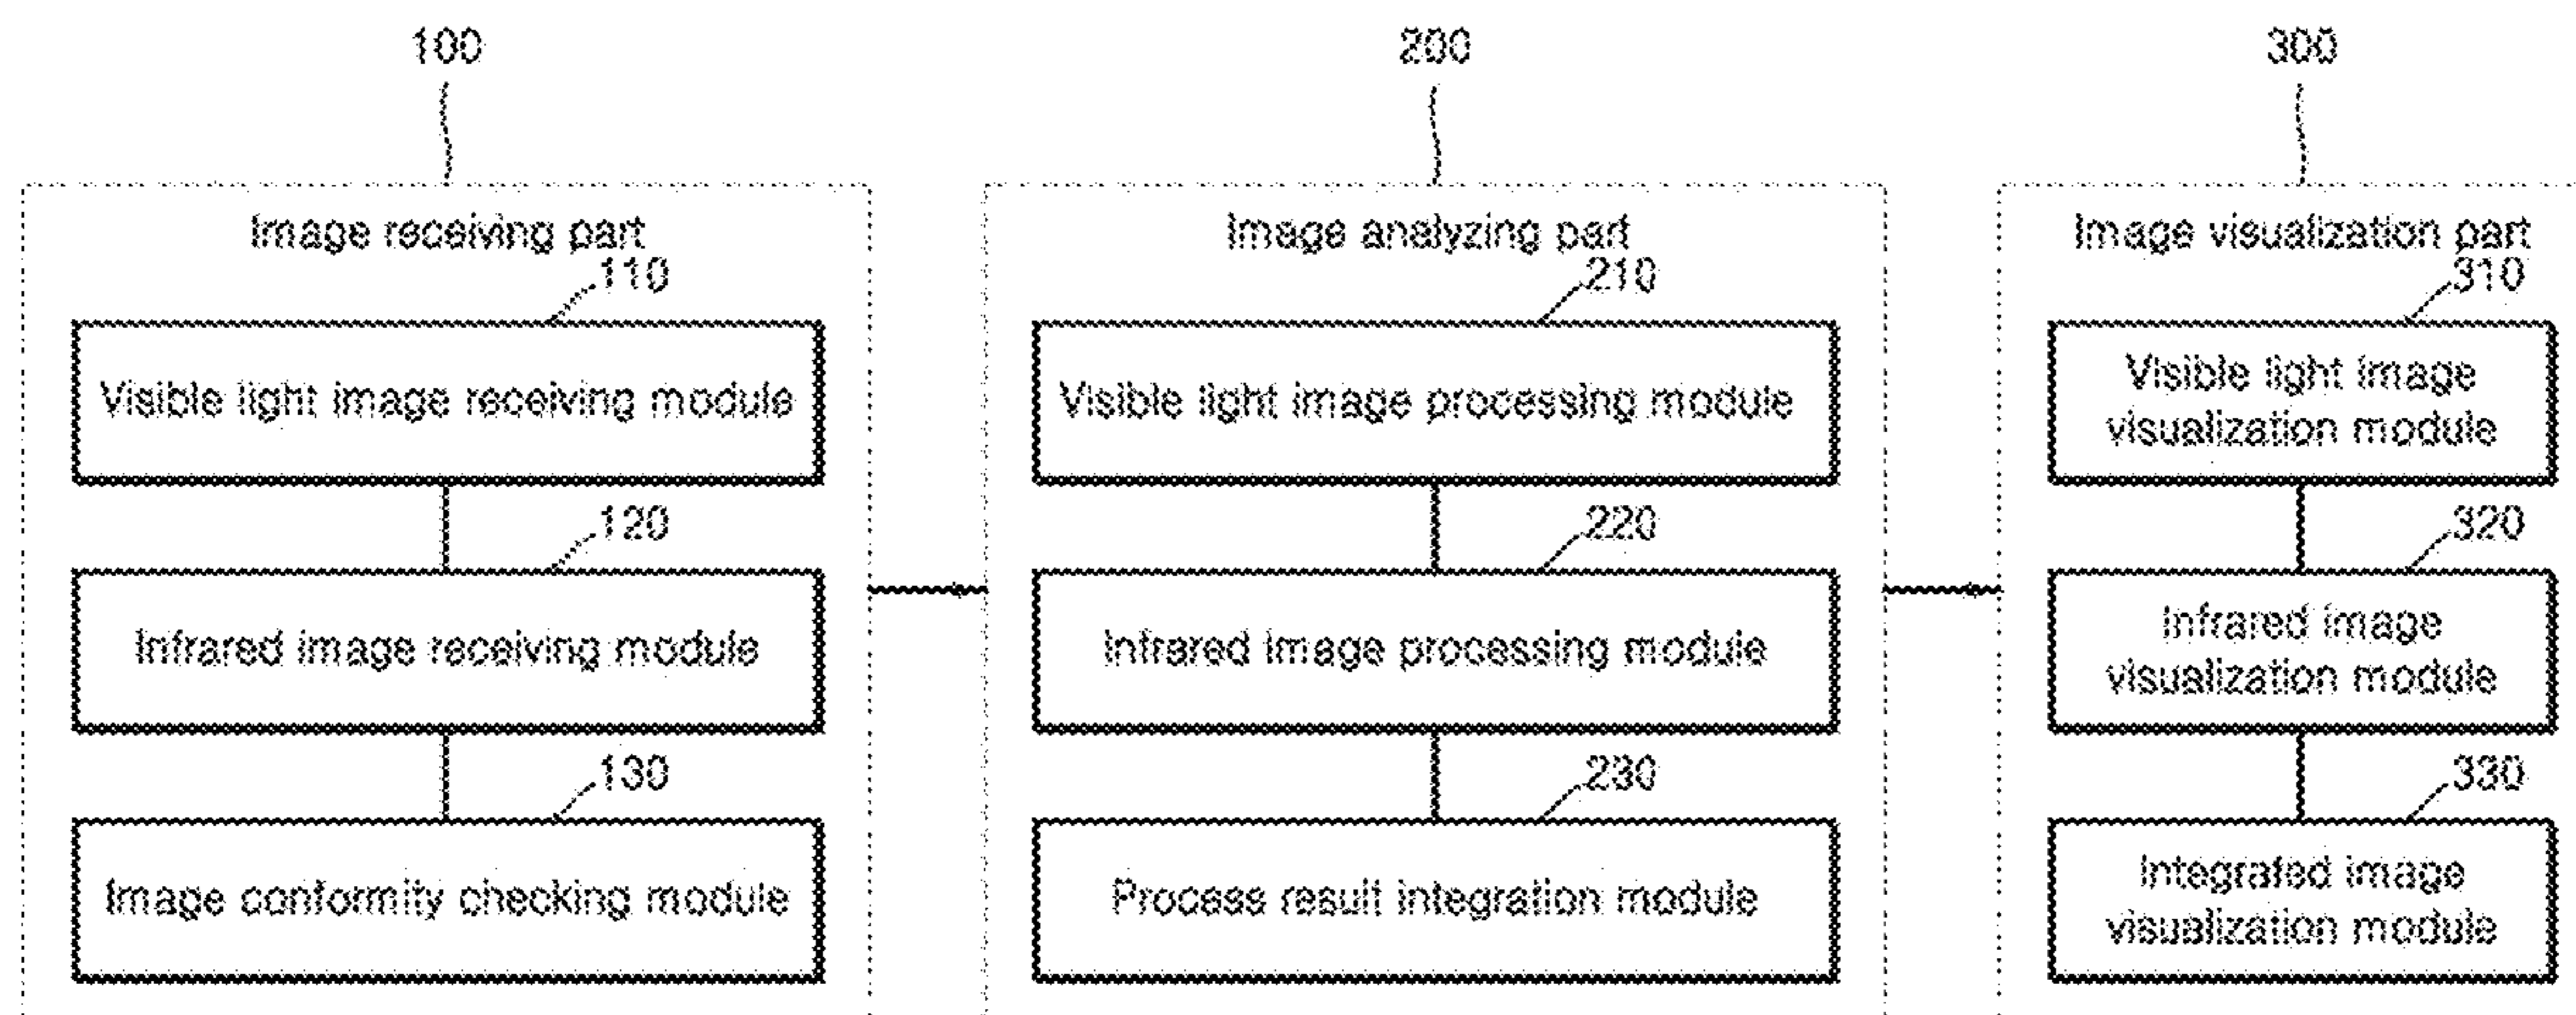 100
Image receiving part
110
Visible light image receiving module
120
Infrared image receiving module
130
Image conformity checking module
200
Image analyzing part
210
Visible light image processing module
220
Infrared image processing module
230
Process result integration module
300
Image visualization part
310
Visible light image
visualization module
320
Infrared image
visualization module
330
Integrated image
visualization module